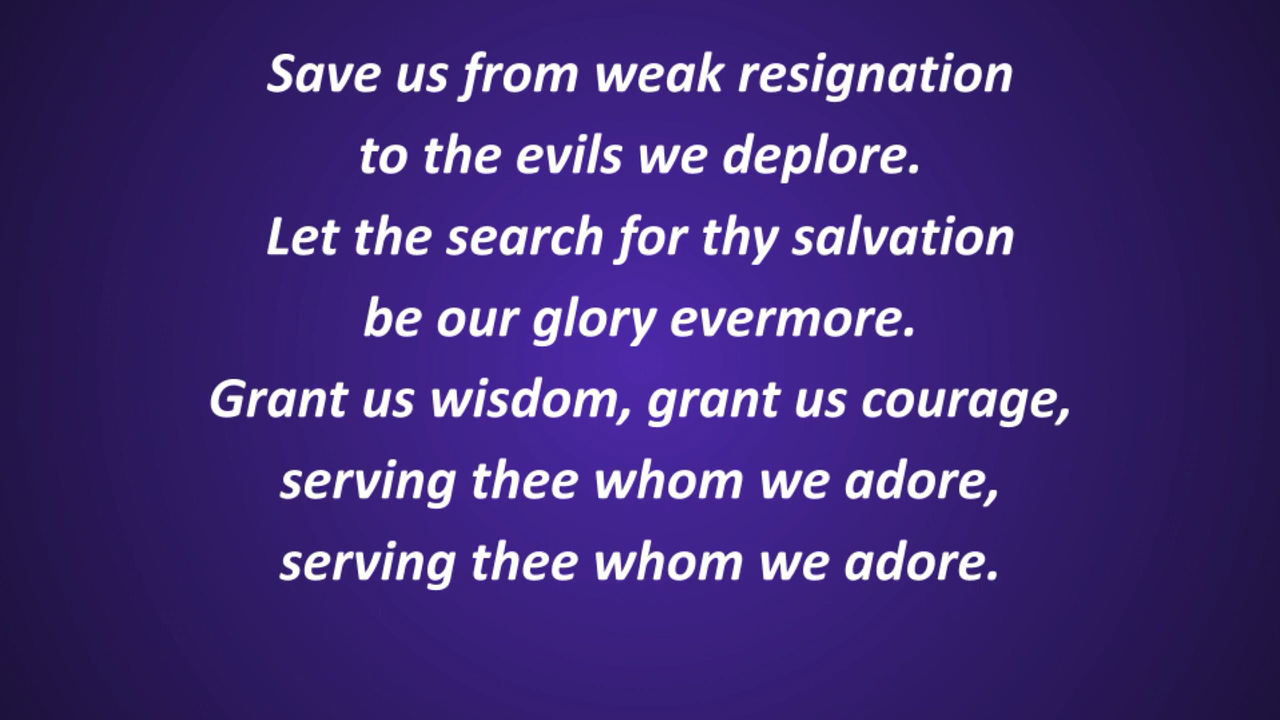 Save us from weak resignation
to the evils we deplore.
Let the search for thy salvation
be our glory evermore.
Grant us wisdom, grant us courage,
serving thee whom we adore,
serving thee whom we adore.